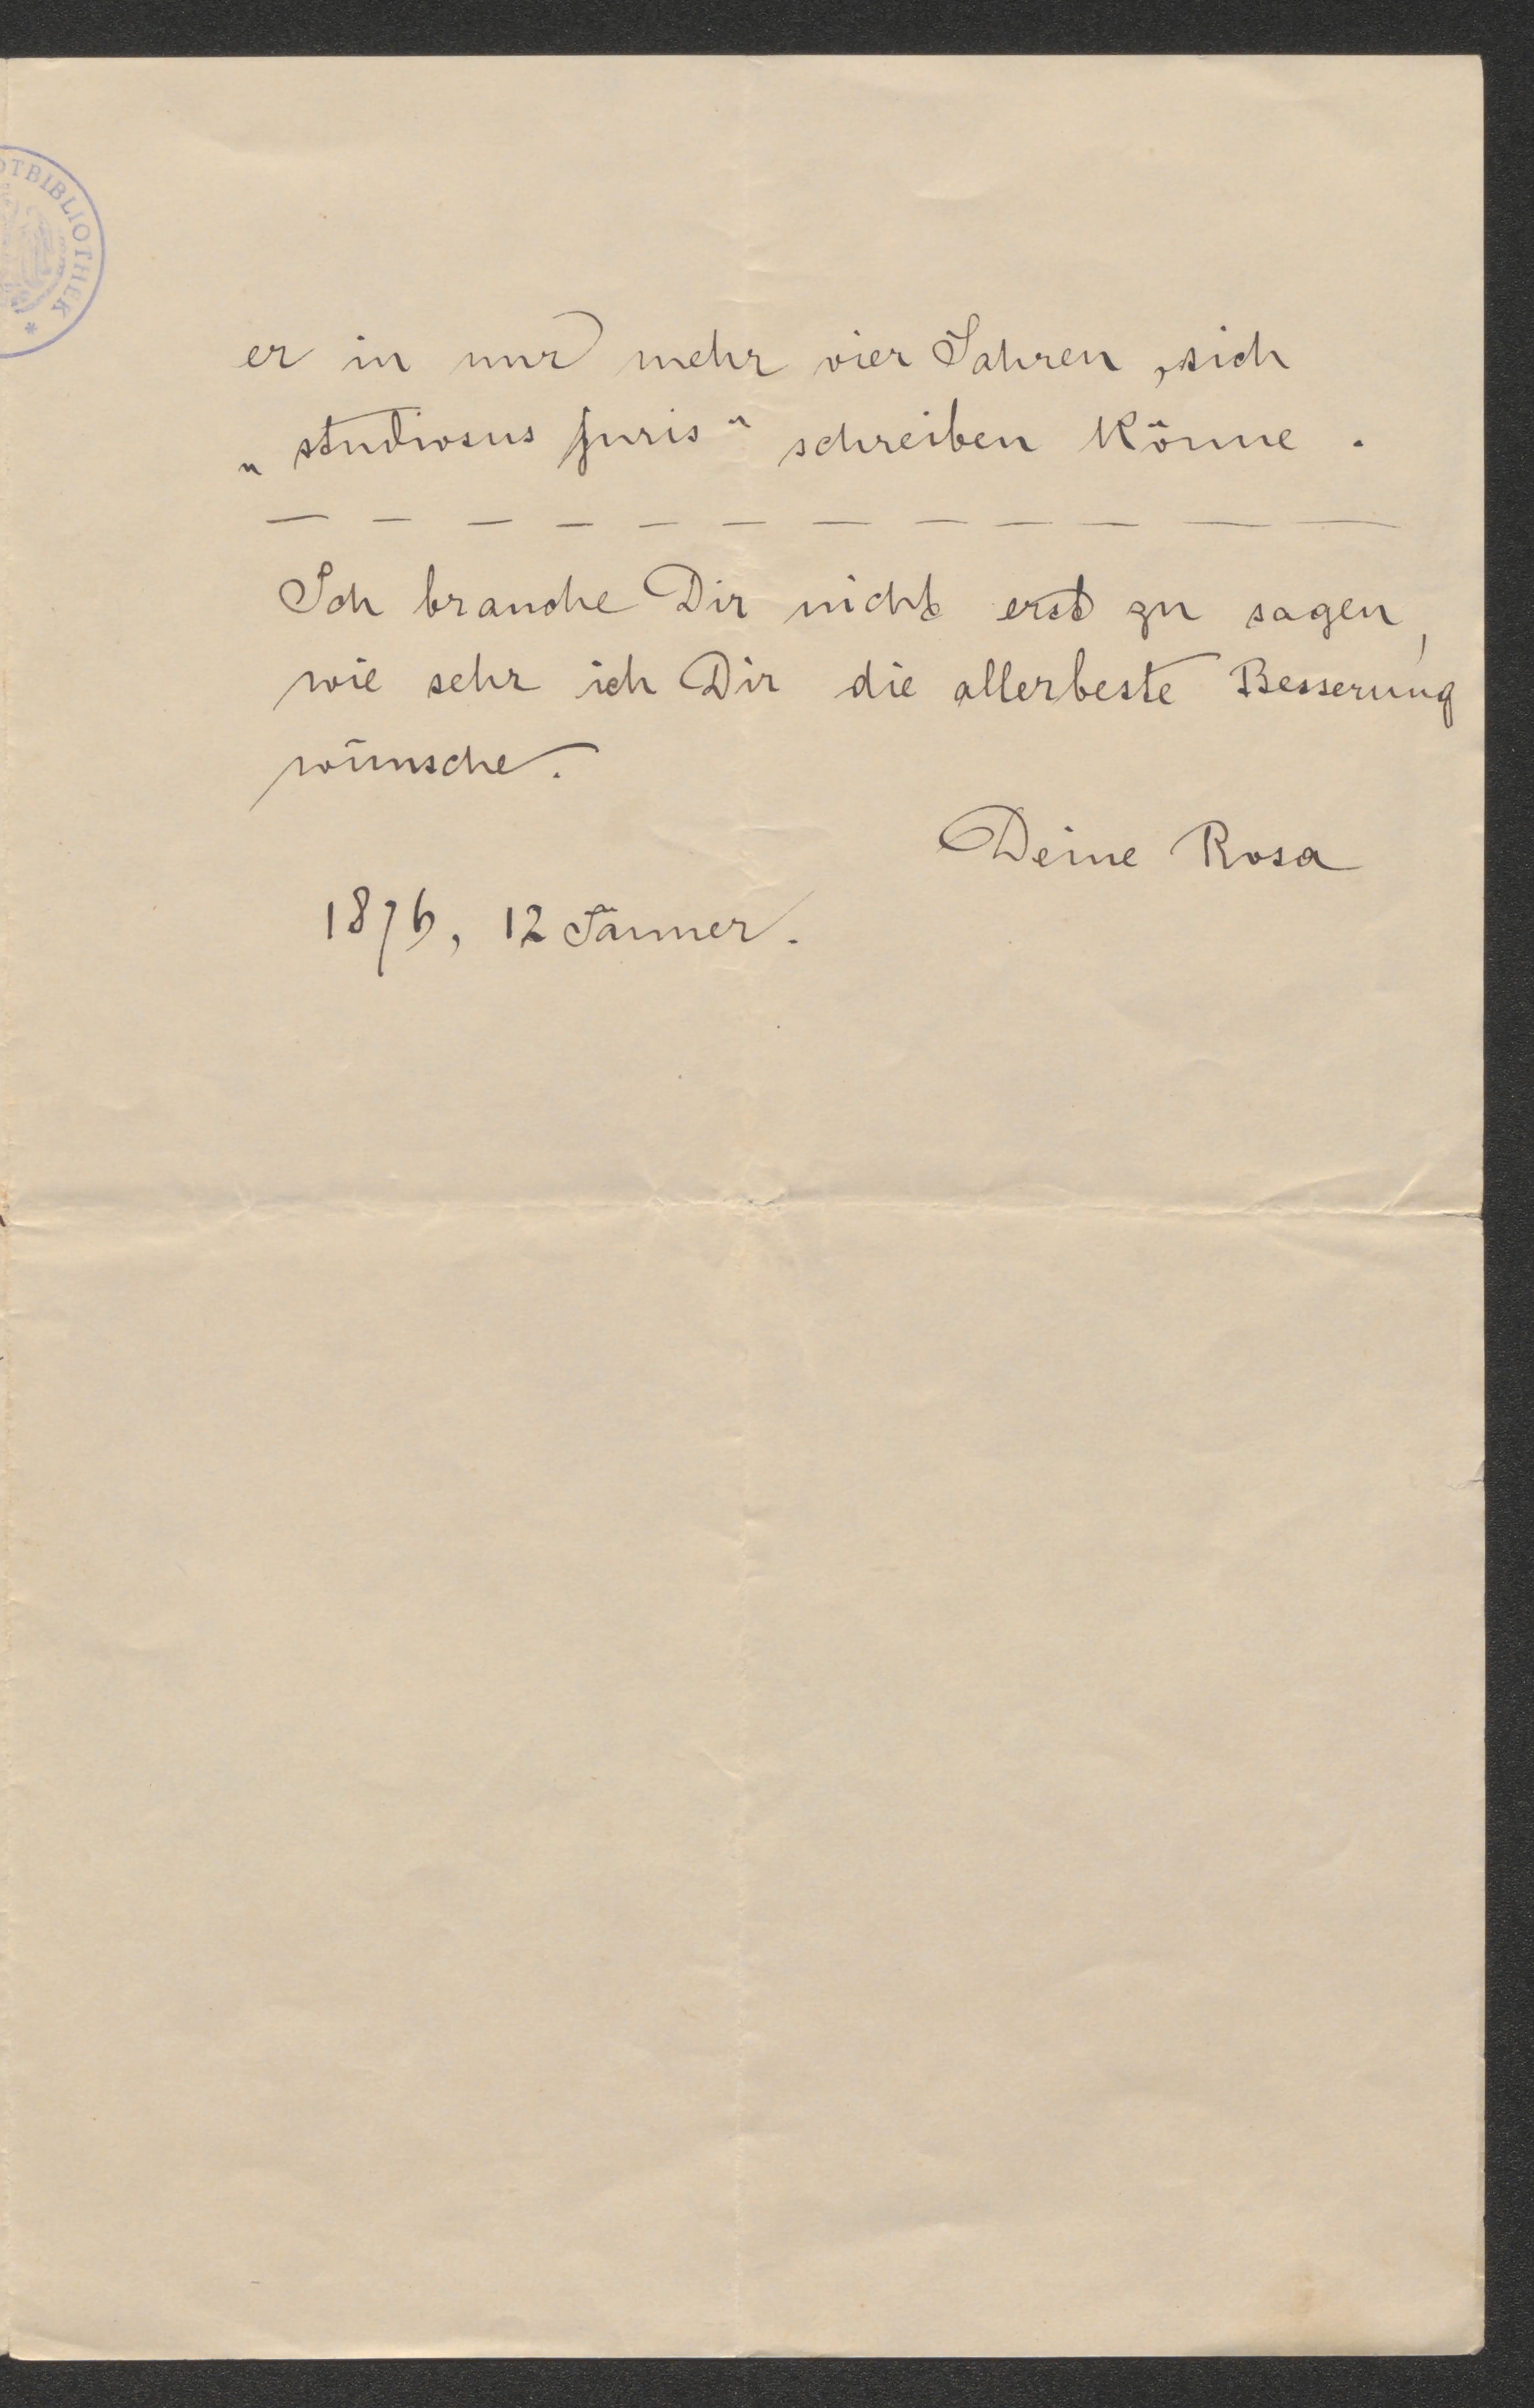 DTBIBLIOTHEK *
er in nur mehr vier Jahren, sich
„studiosus juris" schreiben könne.
— — — — — — — — — — — —
Ich brauche Dir nicht erst zu sagen,
wie sehr ich Dir die allerbeste Besserung
wünsche.
Deine Rosa
1876, 12 Jänner.